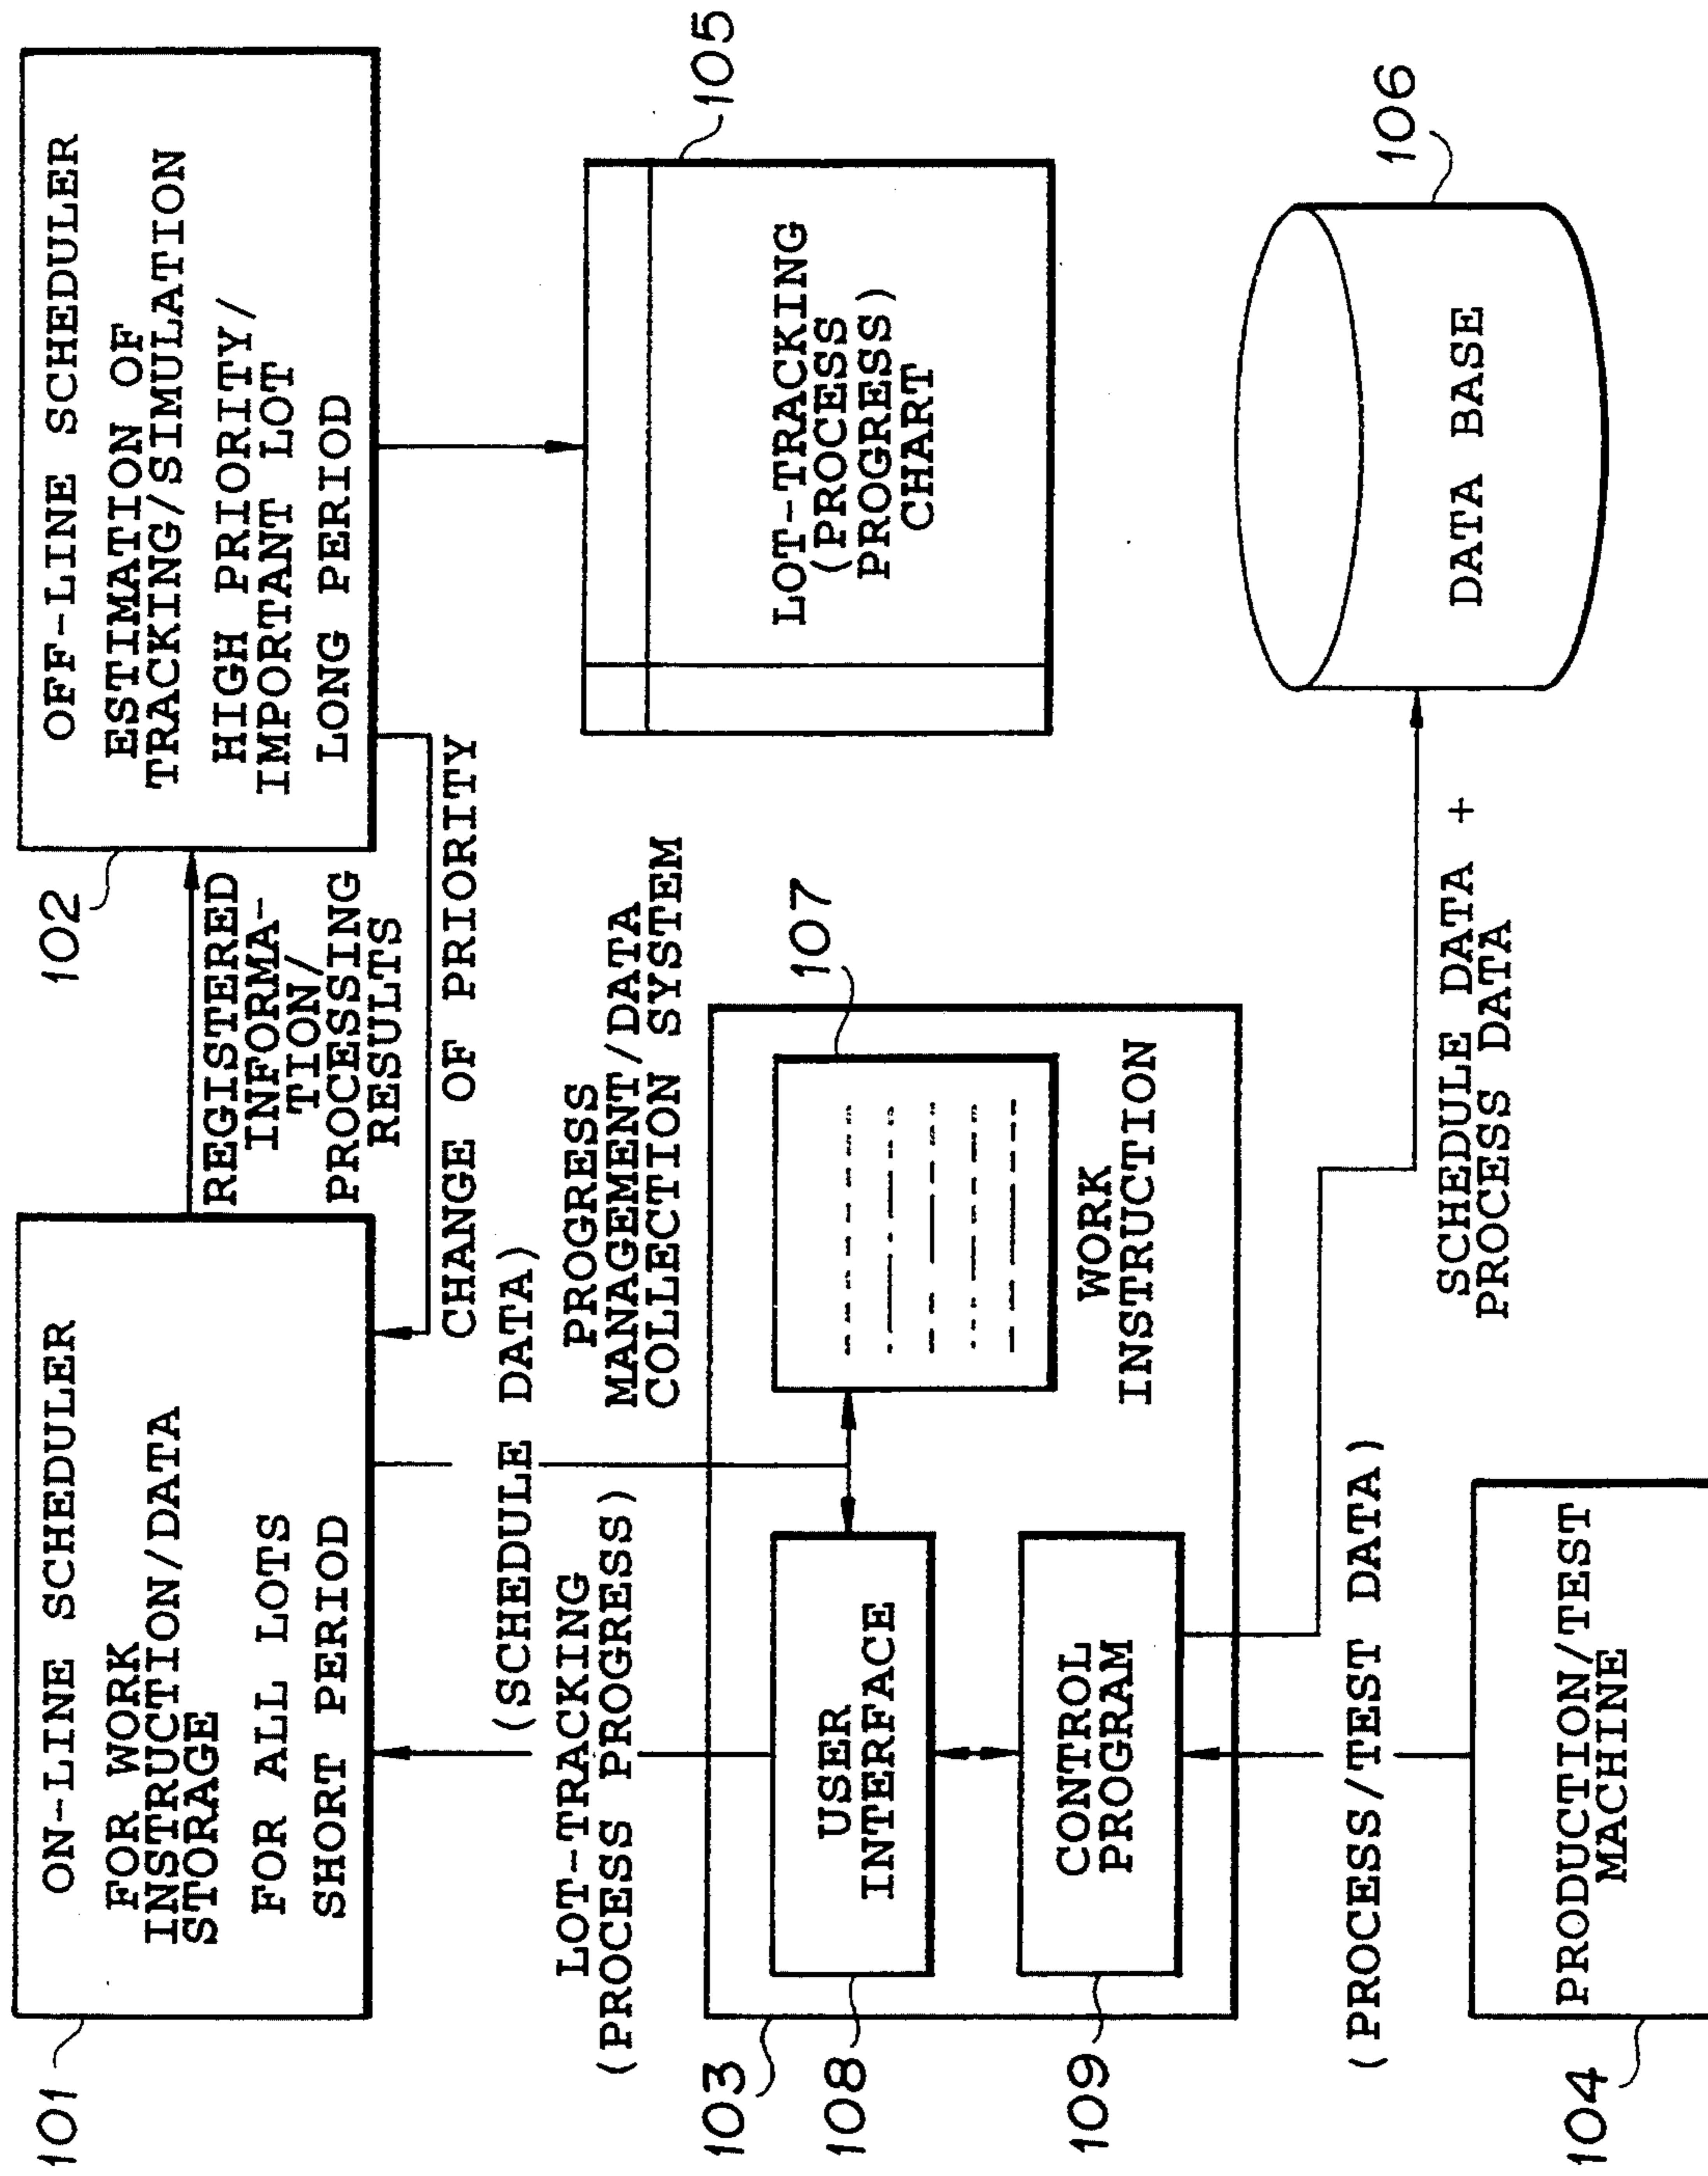 101
ON-LINE SCHEDULER
FOR WORK
INSTRUCTION/DATA
STORAGE
FOR ALL LOTS
SHORT PERIOD
REGISTERED
INFORMA-
TION/
PROCESSING
RESULTS
102
OFF-LINE SCHEDULER
ESTIMATION OF
TRACKING/SIMULATION
HIGH PRIORITY/
IMPORTANT LOT
LONG PERIOD
CHANGE OF PRIORITY
(SCHEDULE DATA)
LOT-TRACKING
(PROCESS PROGRESS)
PROGRESS
MANAGEMENT/DATA
COLLECTION SYSTEM
105
LOT-TRACKING
(PROCESS
PROGRESS)
CHART
103
108
USER
INTERFACE
107
WORK
INSTRUCTION
109
CONTROL
PROGRAM
106
DATA BASE
(PROCESS/TEST DATA)
SCHEDULE DATA +
PROCESS DATA
104
PRODUCTION/TEST
MACHINE